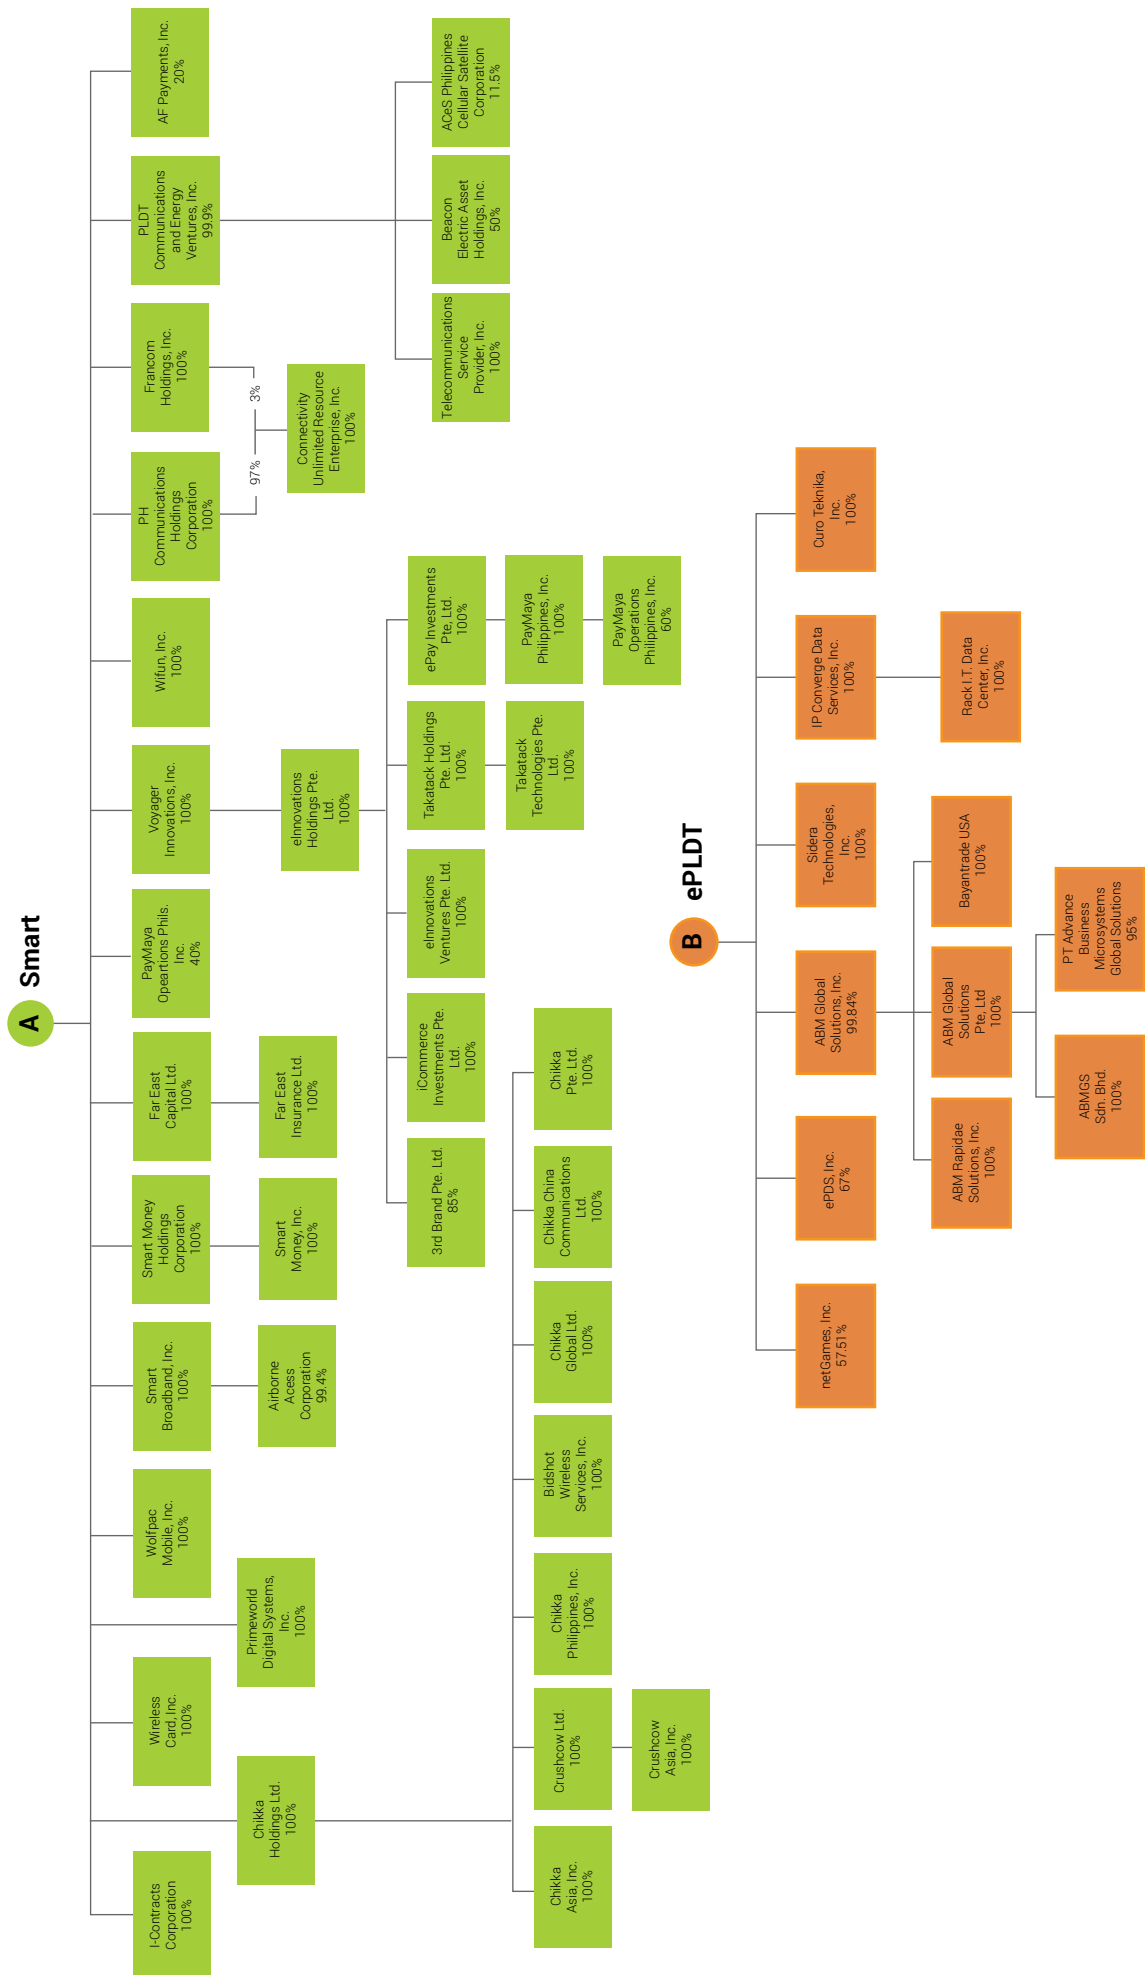 A Smart
I-Contracts
Corporation
100%
Chikka
Holdings Ltd.
100%
Wireless
Card, Inc.
100%
Primeworld
Digital Systems,
Inc.
100%
Wolfpac
Mobile, Inc.
100%
Smart
Broadband, Inc.
100%
Smart Money
Holdings
Corporation
100%
Far East
Capital Ltd.
100%
PayMaya
Opeartions Phils.
Inc.
40%
Voyager
Innovations, Inc.
100%
Wifun, Inc.
100%
PH
Communications
Holdings
Corporation
100%
Francom
Holdings, Inc.
100%
PLDT
Communications
and Energy
Ventures, Inc.
99.9%
AF Payments, Inc.
20%
Airborne
Acess
Corporation
99.4%
Smart
Money, Inc.
100%
Far East
Insurance Ltd.
100%
eInnovations
Holdings Pte.
Ltd.
100%
97%
3%
Connectivity
Unlimited Resource
Enterprise, Inc.
100%
3rd Brand Pte. Ltd.
85%
iCommerce
Investments Pte.
Ltd.
100%
eInnovations
Ventures Pte. Ltd.
100%
Takatack Holdings
Pte. Ltd.
100%
ePay Investments
Pte, Ltd.
100%
Telecommunications
Service
Provider, Inc.
100%
Beacon
Electric Asset
Holdings, Inc.
50%
ACeS Philippines
Cellular Satellite
Corporation
11.5%
Takatack
Technologies Pte.
Ltd.
100%
PayMaya
Philippines, Inc.
100%
PayMaya
Operations
Philippines, Inc.
60%
Chikka
Asia, Inc.
100%
Crushcow Ltd.
100%
Chikka
Philippines, Inc.
100%
Bidshot
Wireless
Services, Inc.
100%
Chikka
Global Ltd.
100%
Chikka China
Communications
Ltd.
100%
Chikka
Pte. Ltd.
100%
Crushcow
Asia, Inc.
100%
B ePLDT
netGames, Inc.
57.51%
ePDS, Inc.
67%
ABM Global
Solutions, Inc.
99.84%
Sidera
Technologies,
Inc.
100%
IP Converge Data
Services, Inc.
100%
Curo Teknika,
Inc.
100%
ABM Rapidae
Solutions, Inc.
100%
ABM Global
Solutions
Pte, Ltd
100%
Bayantrade USA
100%
Rack I.T. Data
Center, Inc.
100%
ABMGS
Sdn. Bhd.
100%
PT Advance
Business
Microsystems
Global Solutions
95%